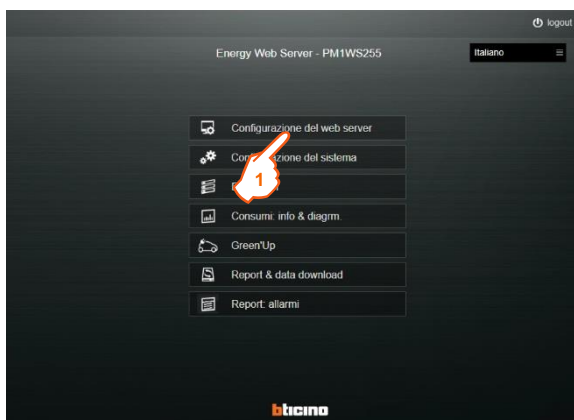 logout
Energy Web Server - PM1WS255
Italiano
Configurazione del web server
del sistema
1
Consumi: info & diagrm.
Green'Up
Report & data download
Report: allarmi
bticino